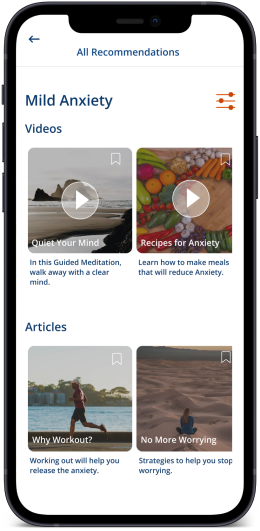 All Recommendations
Mild Anxiety
Videos
Quiet Your Mind
Recipes for Anxiety
In this Guided Meditation,
walk away with a clear
mind.
Learn how to make meals
that will reduce Anxiety.
Articles
Why Workout?
No More Worrying
Working out will help you
release the anxiety.
Strategies to help you stop
worrying.